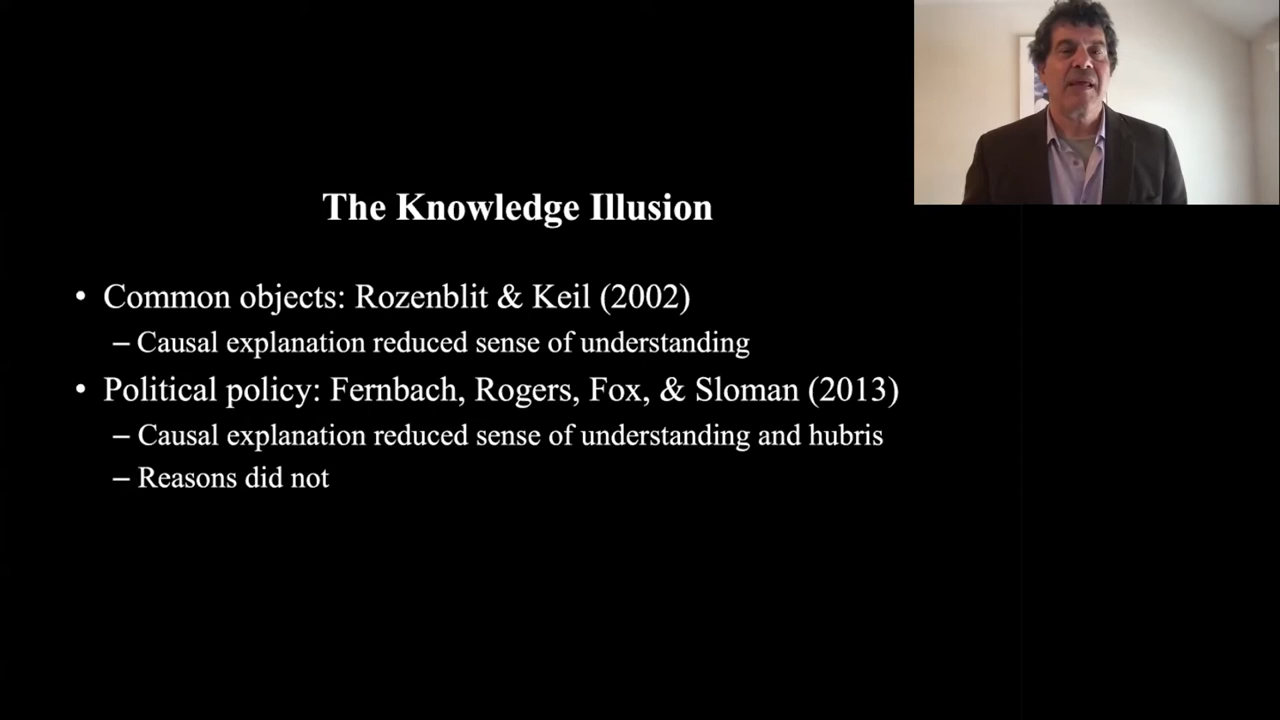 The Knowledge Illusion
• Common objects: Rozenblit & Keil (2002)
– Causal explanation reduced sense of understanding
• Political policy: Fernbach, Rogers, Fox, & Sloman (2013)
– Causal explanation reduced sense of understanding and hubris
– Reasons did not